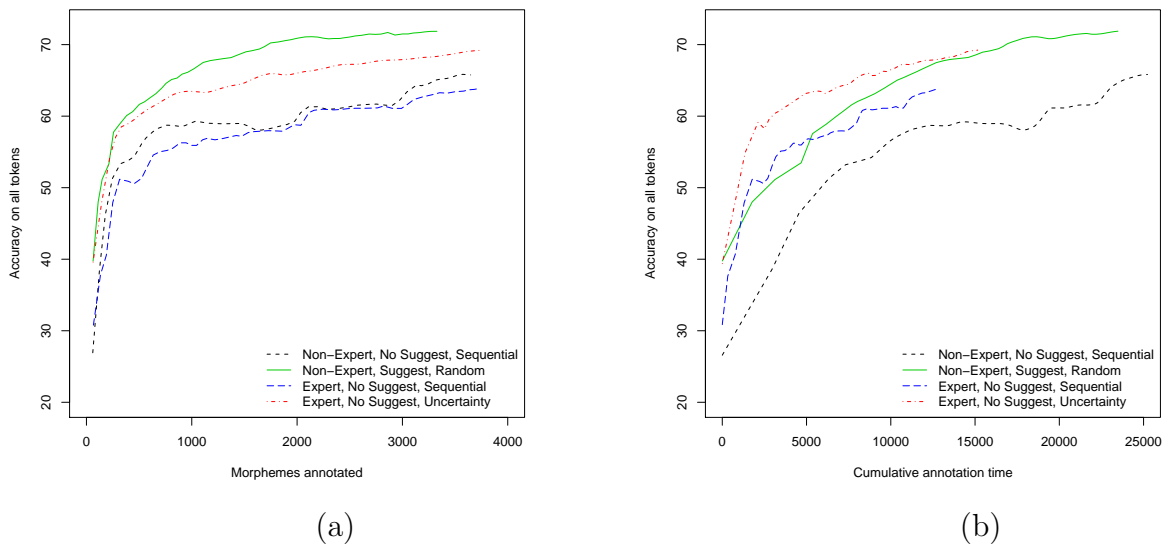 Accuracy on all tokens
70
60
50
40
30
20
Non−Expert, No Suggest, Sequential
Non−Expert, Suggest, Random
Expert, No Suggest, Sequential
Expert, No Suggest, Uncertainty
0 1000 2000 3000 4000
Morphemes annotated
(a)
Accuracy on all tokens
70
60
50
40
30
20
Non−Expert, No Suggest, Sequential
Non−Expert, Suggest, Random
Expert, No Suggest, Sequential
Expert, No Suggest, Uncertainty
0 5000 10000 15000 20000 25000
Cumulative annotation time
(b)